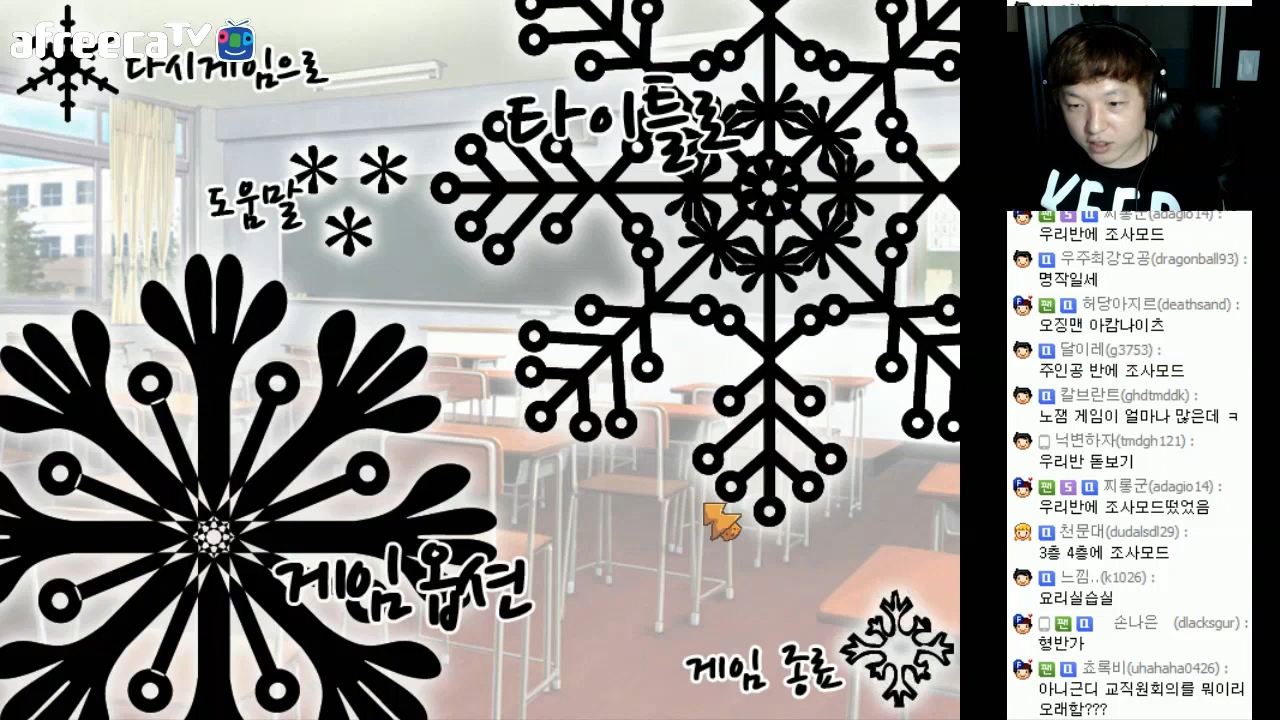 afreecaTV
다시게임으로
타이틀로
도움말
게임옵션
게임 종료
KEEP
찌롱군(adagio14) :
우리반에 조사모드
우주최강오공(dragonball93) :
명작일세
허당아지르(deathsand) :
오징맨 아캄나이츠
달이레(g3753) :
주인공 반에 조사모드
칼브란트(ghdtmddk) :
노잼 게임이 얼마나 많은데 ㅋ
넉변하자(tmdgh121) :
우리반 돋보기
찌롱군(adagio14) :
우리반에 조사모드떴었음
천문대(dudalsdl29) :
3층 4층에 조사모드
느낌..(k1026) :
요리실습실
손나은 (dlacksgur) :
형반가
초록비(uhahaha0426) :
아니근디 교직원회의를 뭐이리
오래함???